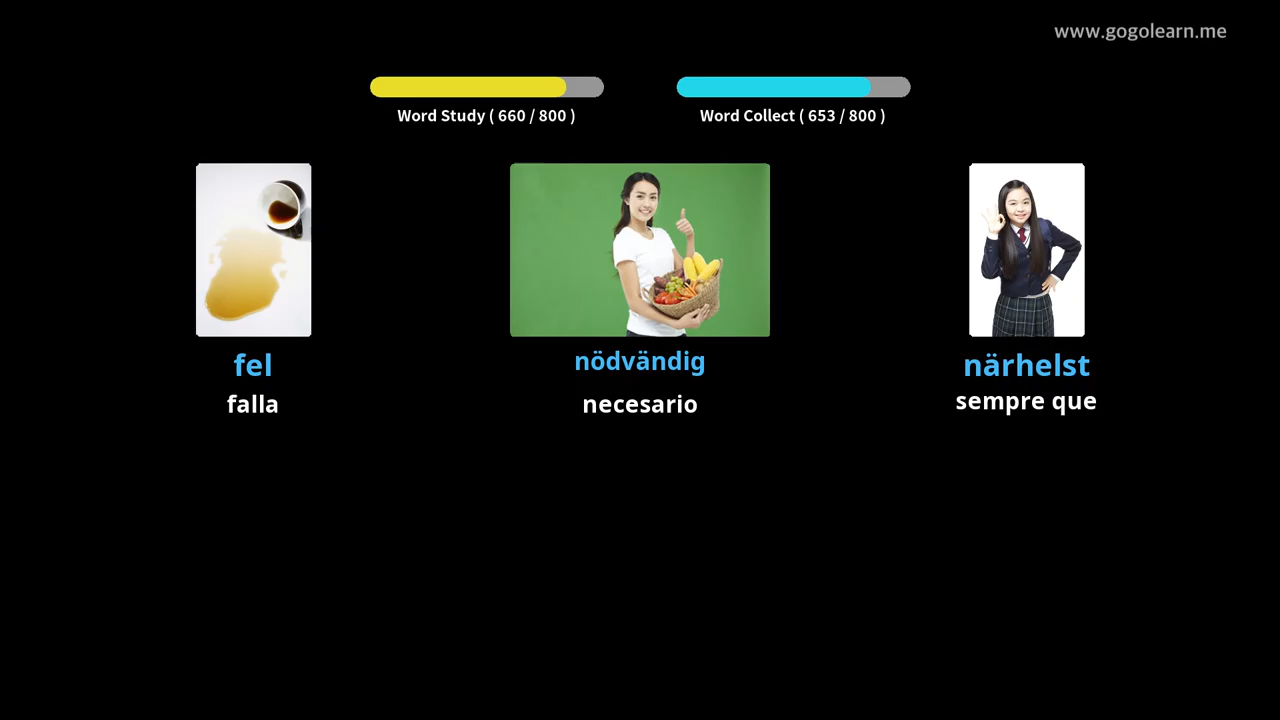 www.gogolearn.me
Word Study ( 660 / 800 )
Word Collect ( 653 / 800 )
fel
falla
nödvändig
necesario
närhelst
sempre que